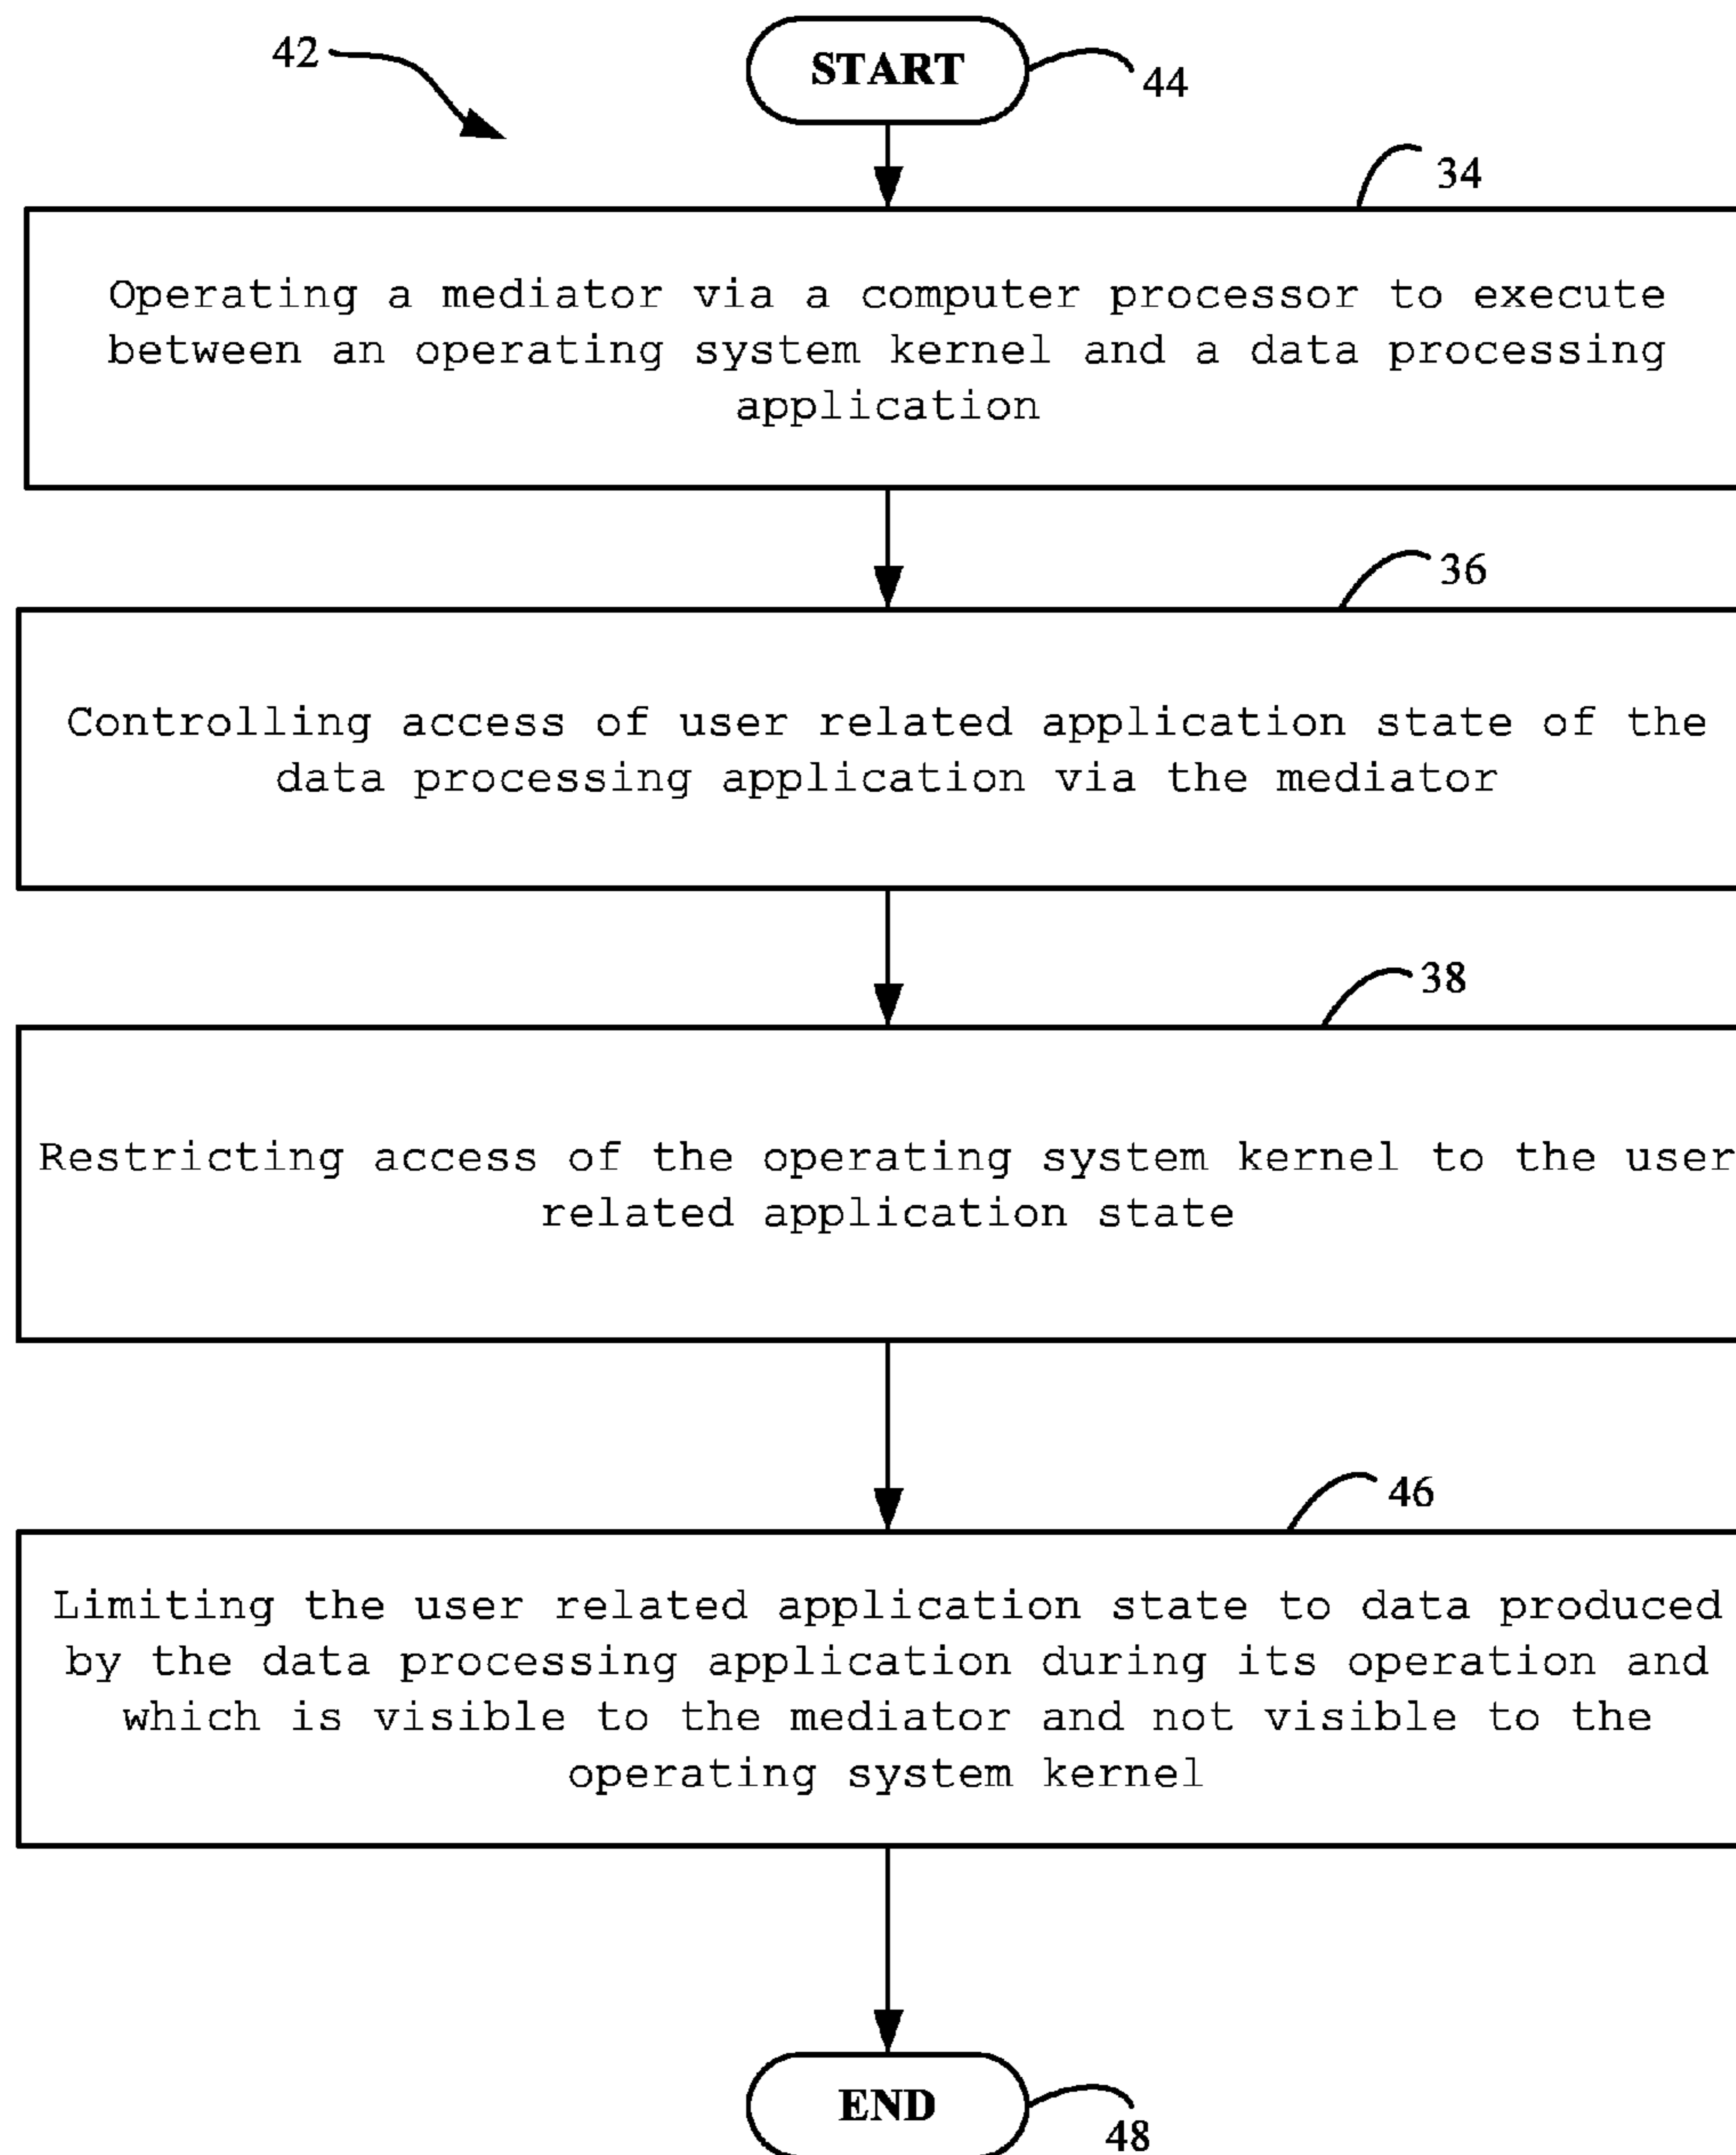 42
START
44
34
Operating a mediator via a computer processor to execute
between an operating system kernel and a data processing
application
36
Controlling access of user related application state of the
data processing application via the mediator
38
Restricting access of the operating system kernel to the user
related application state
46
Limiting the user related application state to data produced
by the data processing application during its operation and
which is visible to the mediator and not visible to the
operating system kernel
END
48